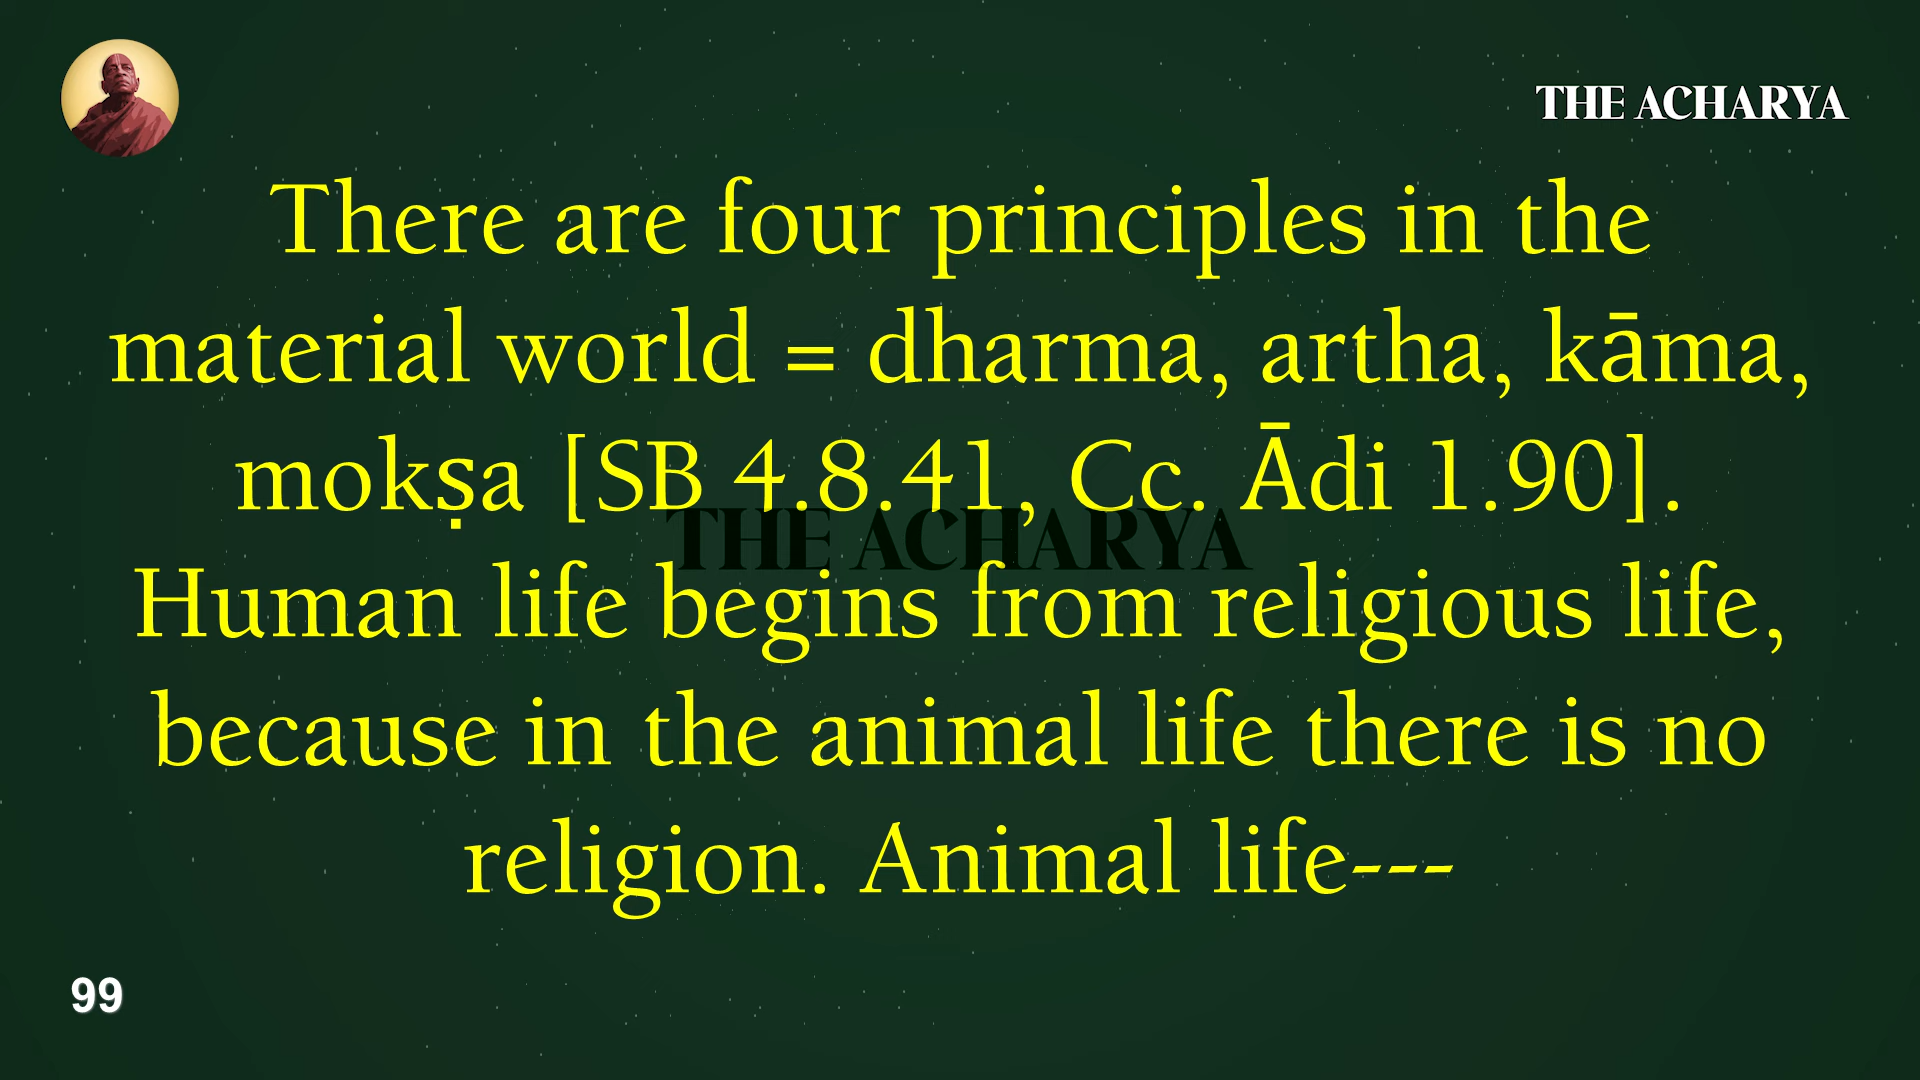 THE ACHARYA
There are four principles in the
material world = dharma, artha, kāma,
mokṣa [SB 4.8.41, Cc. Ādi 1.90].
THE ACHARYA
Human life begins from religious life,
because in the animal life there is no
religion. Animal life---
99